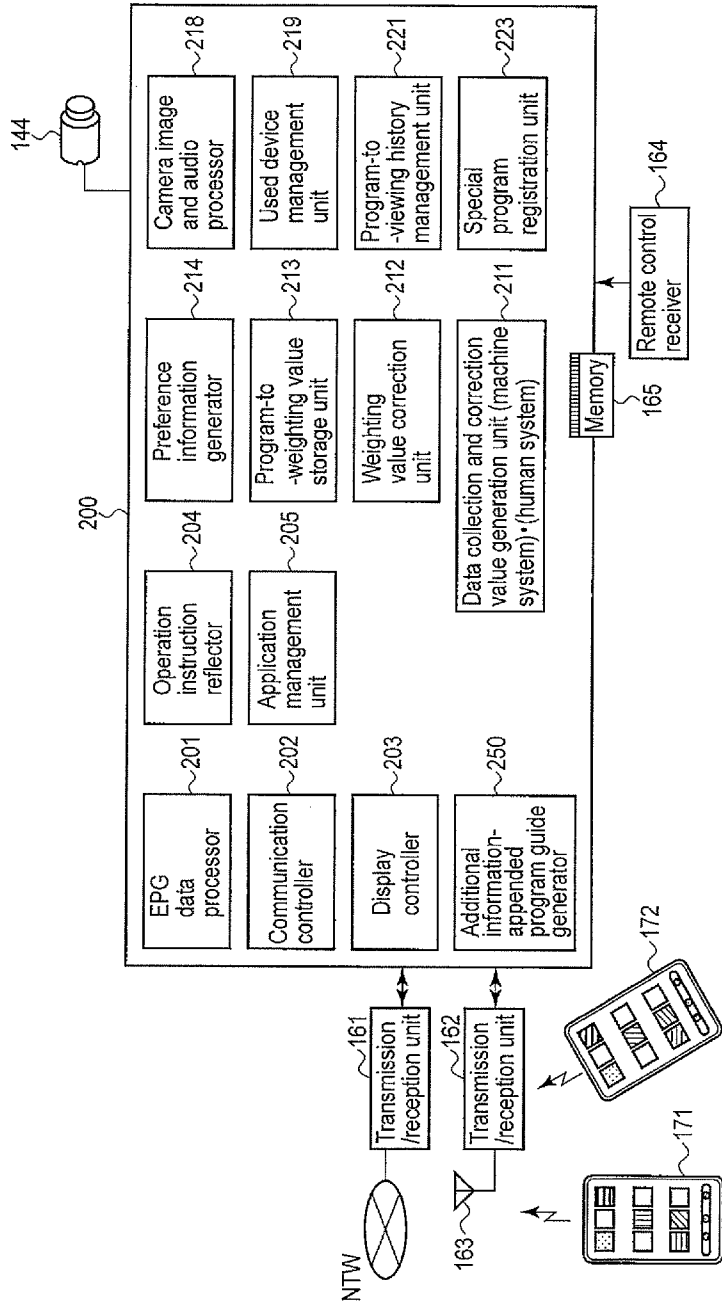 200
144
EPG
data
processor
201
Communication
controller
202
Display
controller
203
Additional
information-
appended
program guide
generator
250
Operation
instruction
reflector
204
Application
management
unit
205
Preference
information
generator
214
Program-to
-weighting value
storage unit
213
Weighting
value correction
unit
212
Data collection and correction
value generation unit (machine
system)·(human system)
211
Camera image
and audio
processor
218
Used device
management
unit
219
Program-to
-viewing history
management unit
221
Special
program
registration unit
223
NTW
Transmission
/reception unit
161
Transmission
/reception unit
162
163
171
172
Memory
165
Remote control
receiver
164